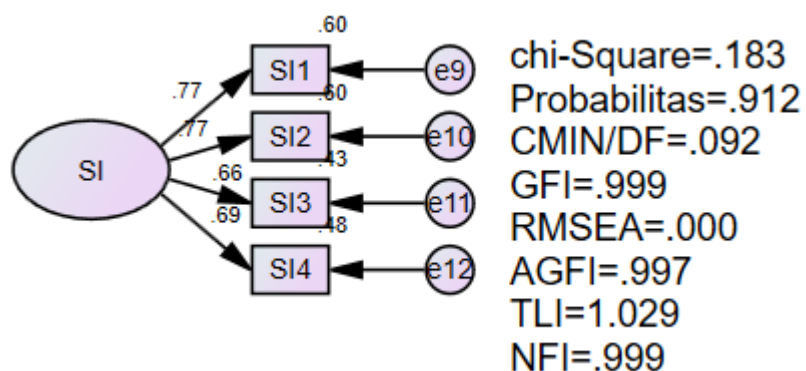 .60
SI1
e9
.77
.60
SI2
e10
.77
SI
.43
SI3
e11
.66
.48
SI4
e12
.69
chi-Square=.183
Probabilitas=.912
CMIN/DF=.092
GFI=.999
RMSEA=.000
AGFI=.997
TLI=1.029
NFI=.999